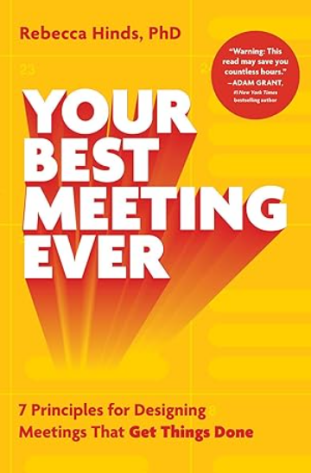 Rebecca Hinds, PhD
"Warning: This
read may save you
countless hours."
—ADAM GRANT,
#1 New York Times
bestselling author
YOUR
BEST
MEETING
EVER
7 Principles for Designing
Meetings That Get Things Done